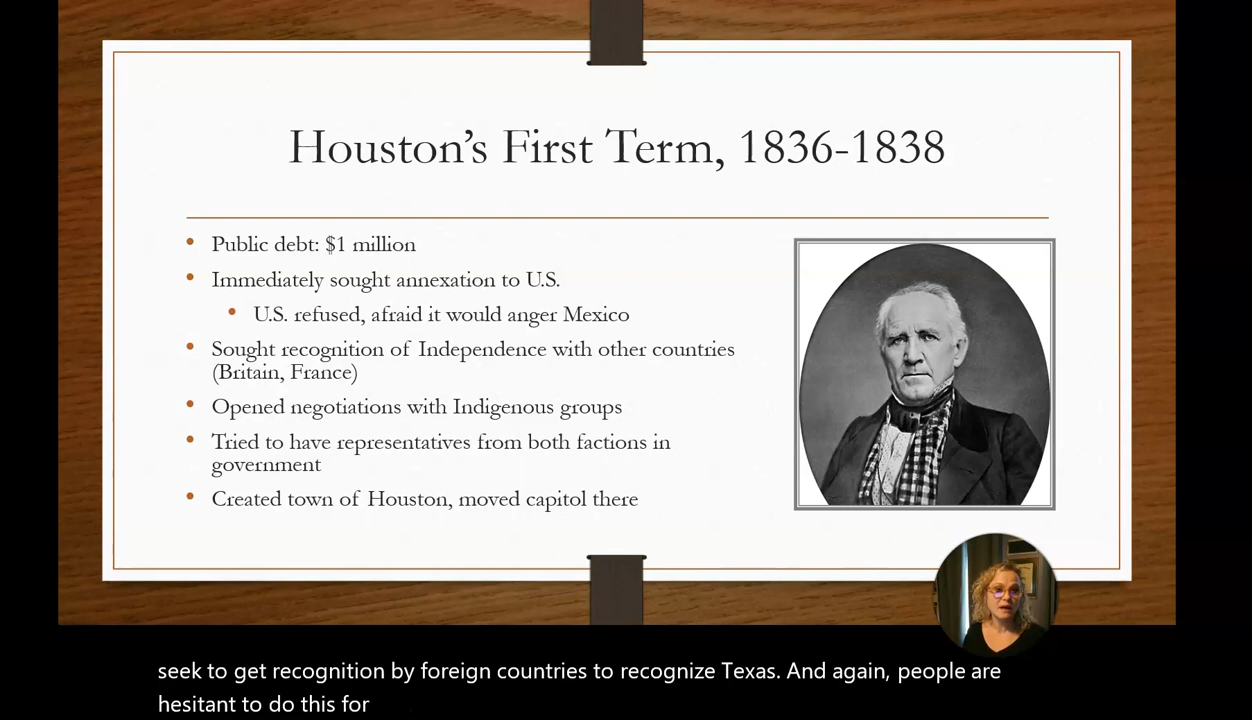 Houston’s First Term, 1836-1838
• Public debt: $1 million
• Immediately sought annexation to U.S.
• U.S. refused, afraid it would anger Mexico
• Sought recognition of Independence with other countries
(Britain, France)
• Opened negotiations with Indigenous groups
• Tried to have representatives from both factions in
government
• Created town of Houston, moved capitol there
seek to get recognition by foreign countries to recognize Texas. And again, people are
hesitant to do this for